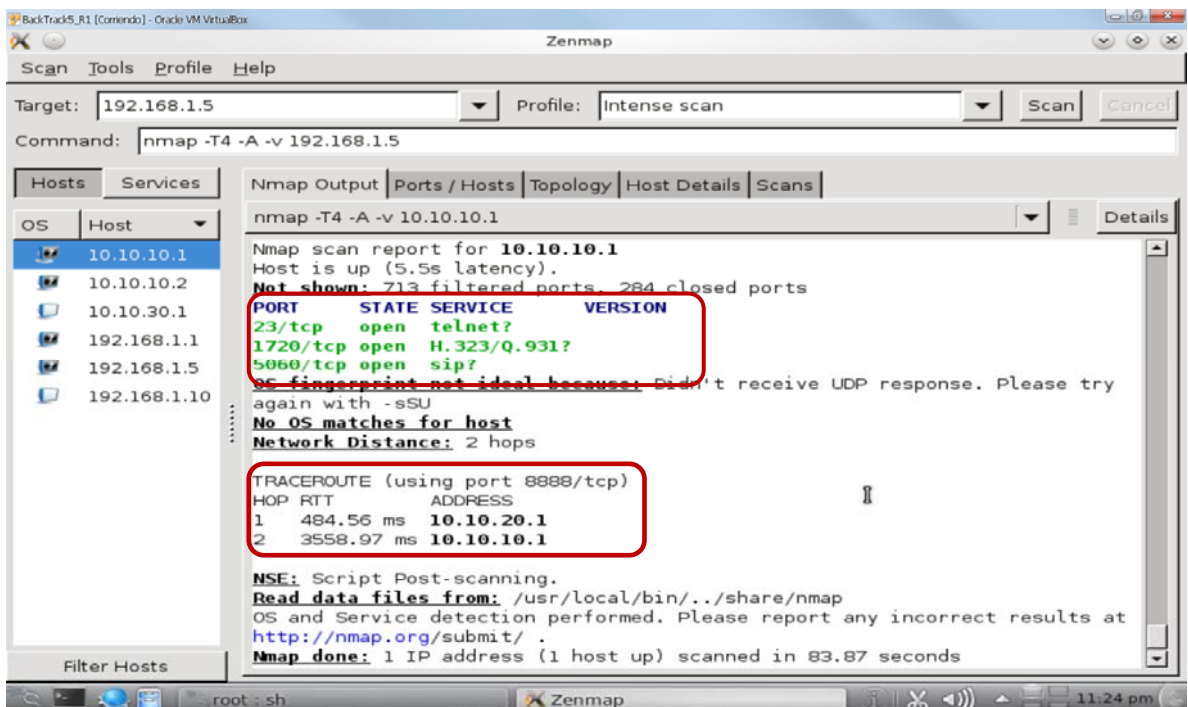 BackTrack5_R1 [Corriendo] - Oracle VM VirtualBox
Zenmap
Scan Tools Profile Help
Target: 192.168.1.5 Profile: Intense scan Scan Cancel
Command: nmap -T4 -A -v 192.168.1.5
Hosts Services
Nmap Output Ports / Hosts Topology Host Details Scans
OS Host
nmap -T4 -A -v 10.10.10.1 Details
10.10.10.1
10.10.10.2
10.10.30.1
192.168.1.1
192.168.1.5
192.168.1.10
Nmap scan report for 10.10.10.1
Host is up (5.5s latency).
Not shown: 713 filtered ports, 284 closed ports
PORT STATE SERVICE VERSION
23/tcp open telnet?
1720/tcp open H.323/Q.931?
5060/tcp open sip?
OS fingerprint not ideal because: Didn't receive UDP response. Please try
again with -sSU
No OS matches for host
Network Distance: 2 hops
TRACEROUTE (using port 8888/tcp)
HOP RTT ADDRESS
1 484.56 ms 10.10.20.1
2 3558.97 ms 10.10.10.1
NSE: Script Post-scanning.
Read data files from: /usr/local/bin/../share/nmap
OS and Service detection performed. Please report any incorrect results at
http://nmap.org/submit/ .
Nmap done: 1 IP address (1 host up) scanned in 83.87 seconds
Filter Hosts
root : sh
Zenmap
11:24 pm